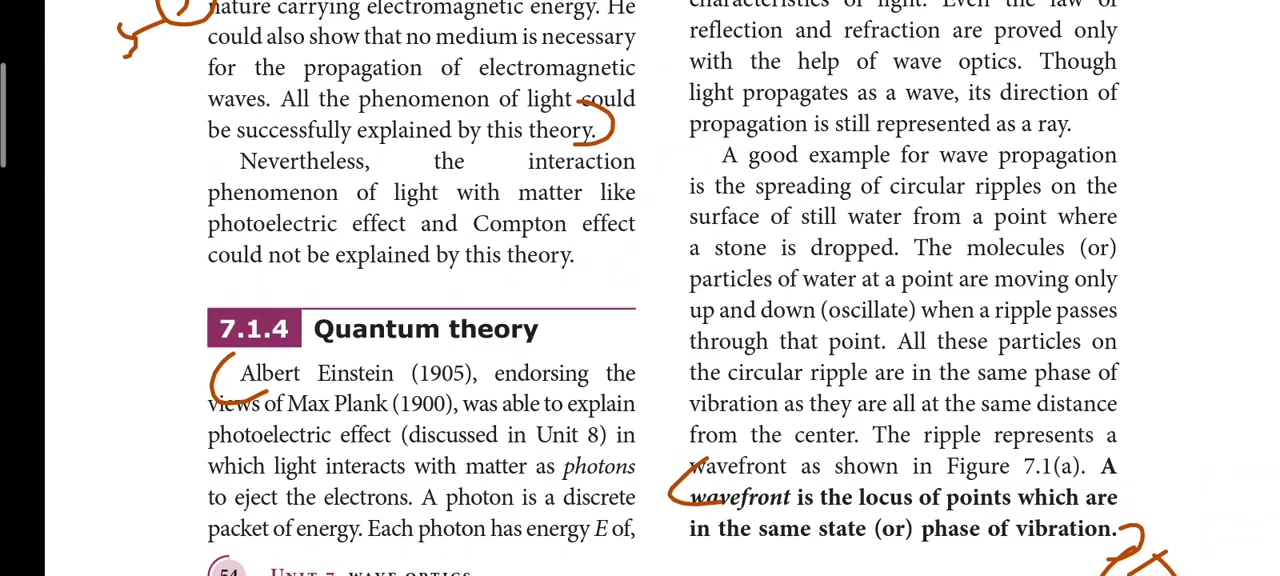 nature carrying electromagnetic energy. He
could also show that no medium is necessary
for the propagation of electromagnetic
waves. All the phenomenon of light could
be successfully explained by this theory.
Nevertheless, the interaction
phenomenon of light with matter like
photoelectric effect and Compton effect
could not be explained by this theory.
7.1.4 Quantum theory
Albert Einstein (1905), endorsing the
views of Max Plank (1900), was able to explain
photoelectric effect (discussed in Unit 8) in
which light interacts with matter as photons
to eject the electrons. A photon is a discrete
packet of energy. Each photon has energy E of,
54 UNIT 7 WAVE OPTICS
characteristics of light. Even the law of
reflection and refraction are proved only
with the help of wave optics. Though
light propagates as a wave, its direction of
propagation is still represented as a ray.
A good example for wave propagation
is the spreading of circular ripples on the
surface of still water from a point where
a stone is dropped. The molecules (or)
particles of water at a point are moving only
up and down (oscillate) when a ripple passes
through that point. All these particles on
the circular ripple are in the same phase of
vibration as they are all at the same distance
from the center. The ripple represents a
wavefront as shown in Figure 7.1(a). A
wavefront is the locus of points which are
in the same state (or) phase of vibration.